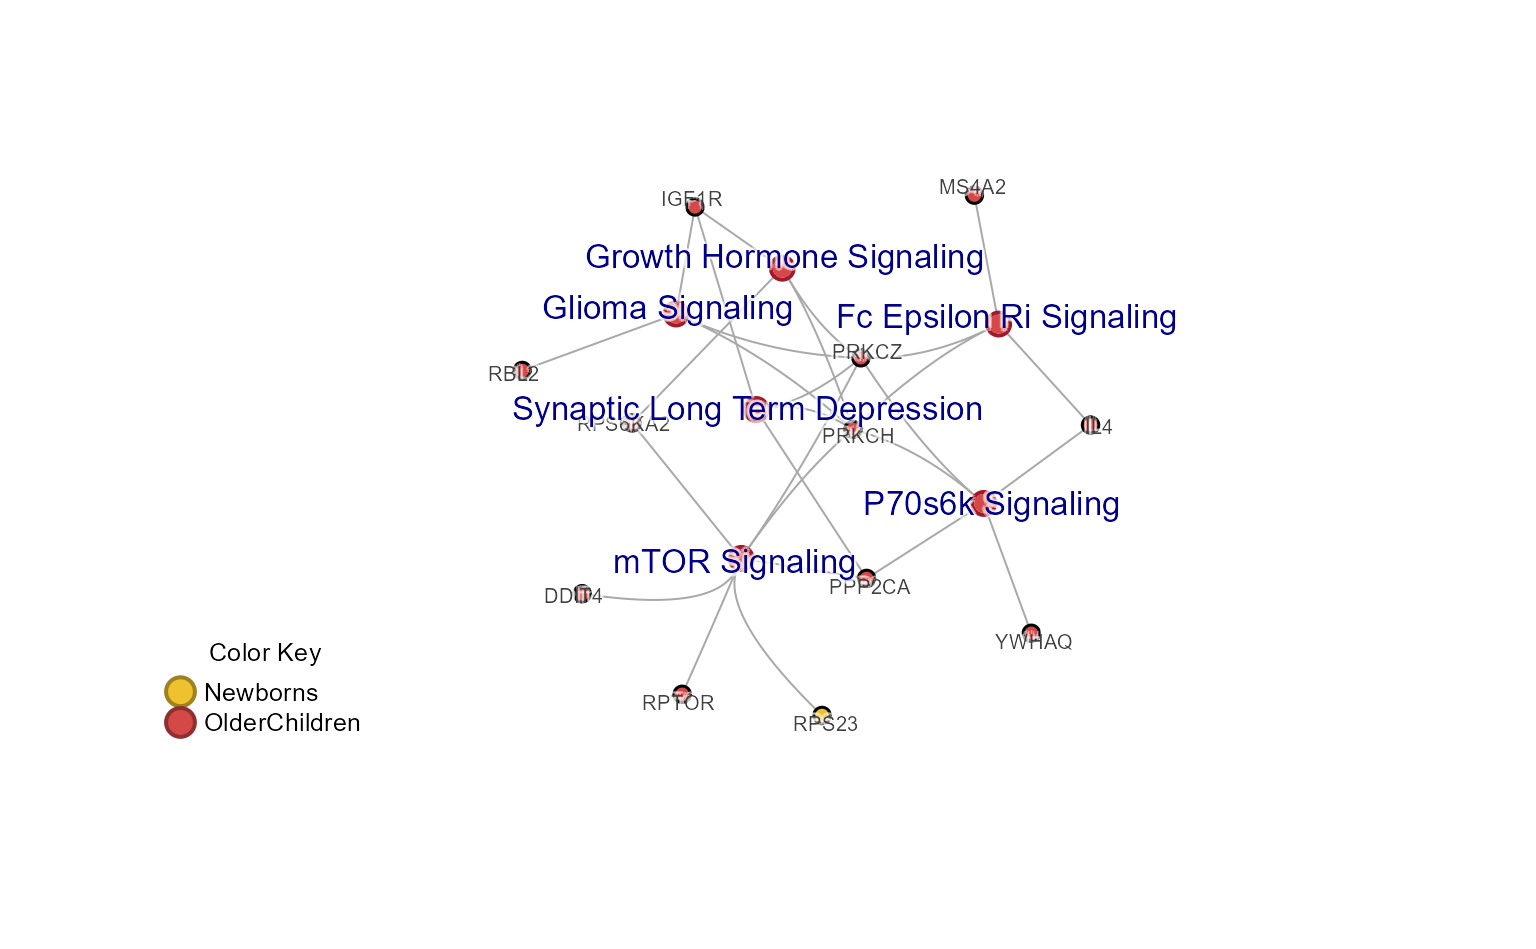 MS4A2
IGF1R
Growth Hormone Signaling
Glioma Signaling
Fc Epsilon Ri Signaling
PRKCZ
RBL2
Synaptic Long Term Depression
RPS6KA2
PRKCH
IL4
P70s6k Signaling
mTOR Signaling
PPP2CA
DDIT4
YWHAQ
Color Key
Newborns
RPTOR
OlderChildren
RPS23